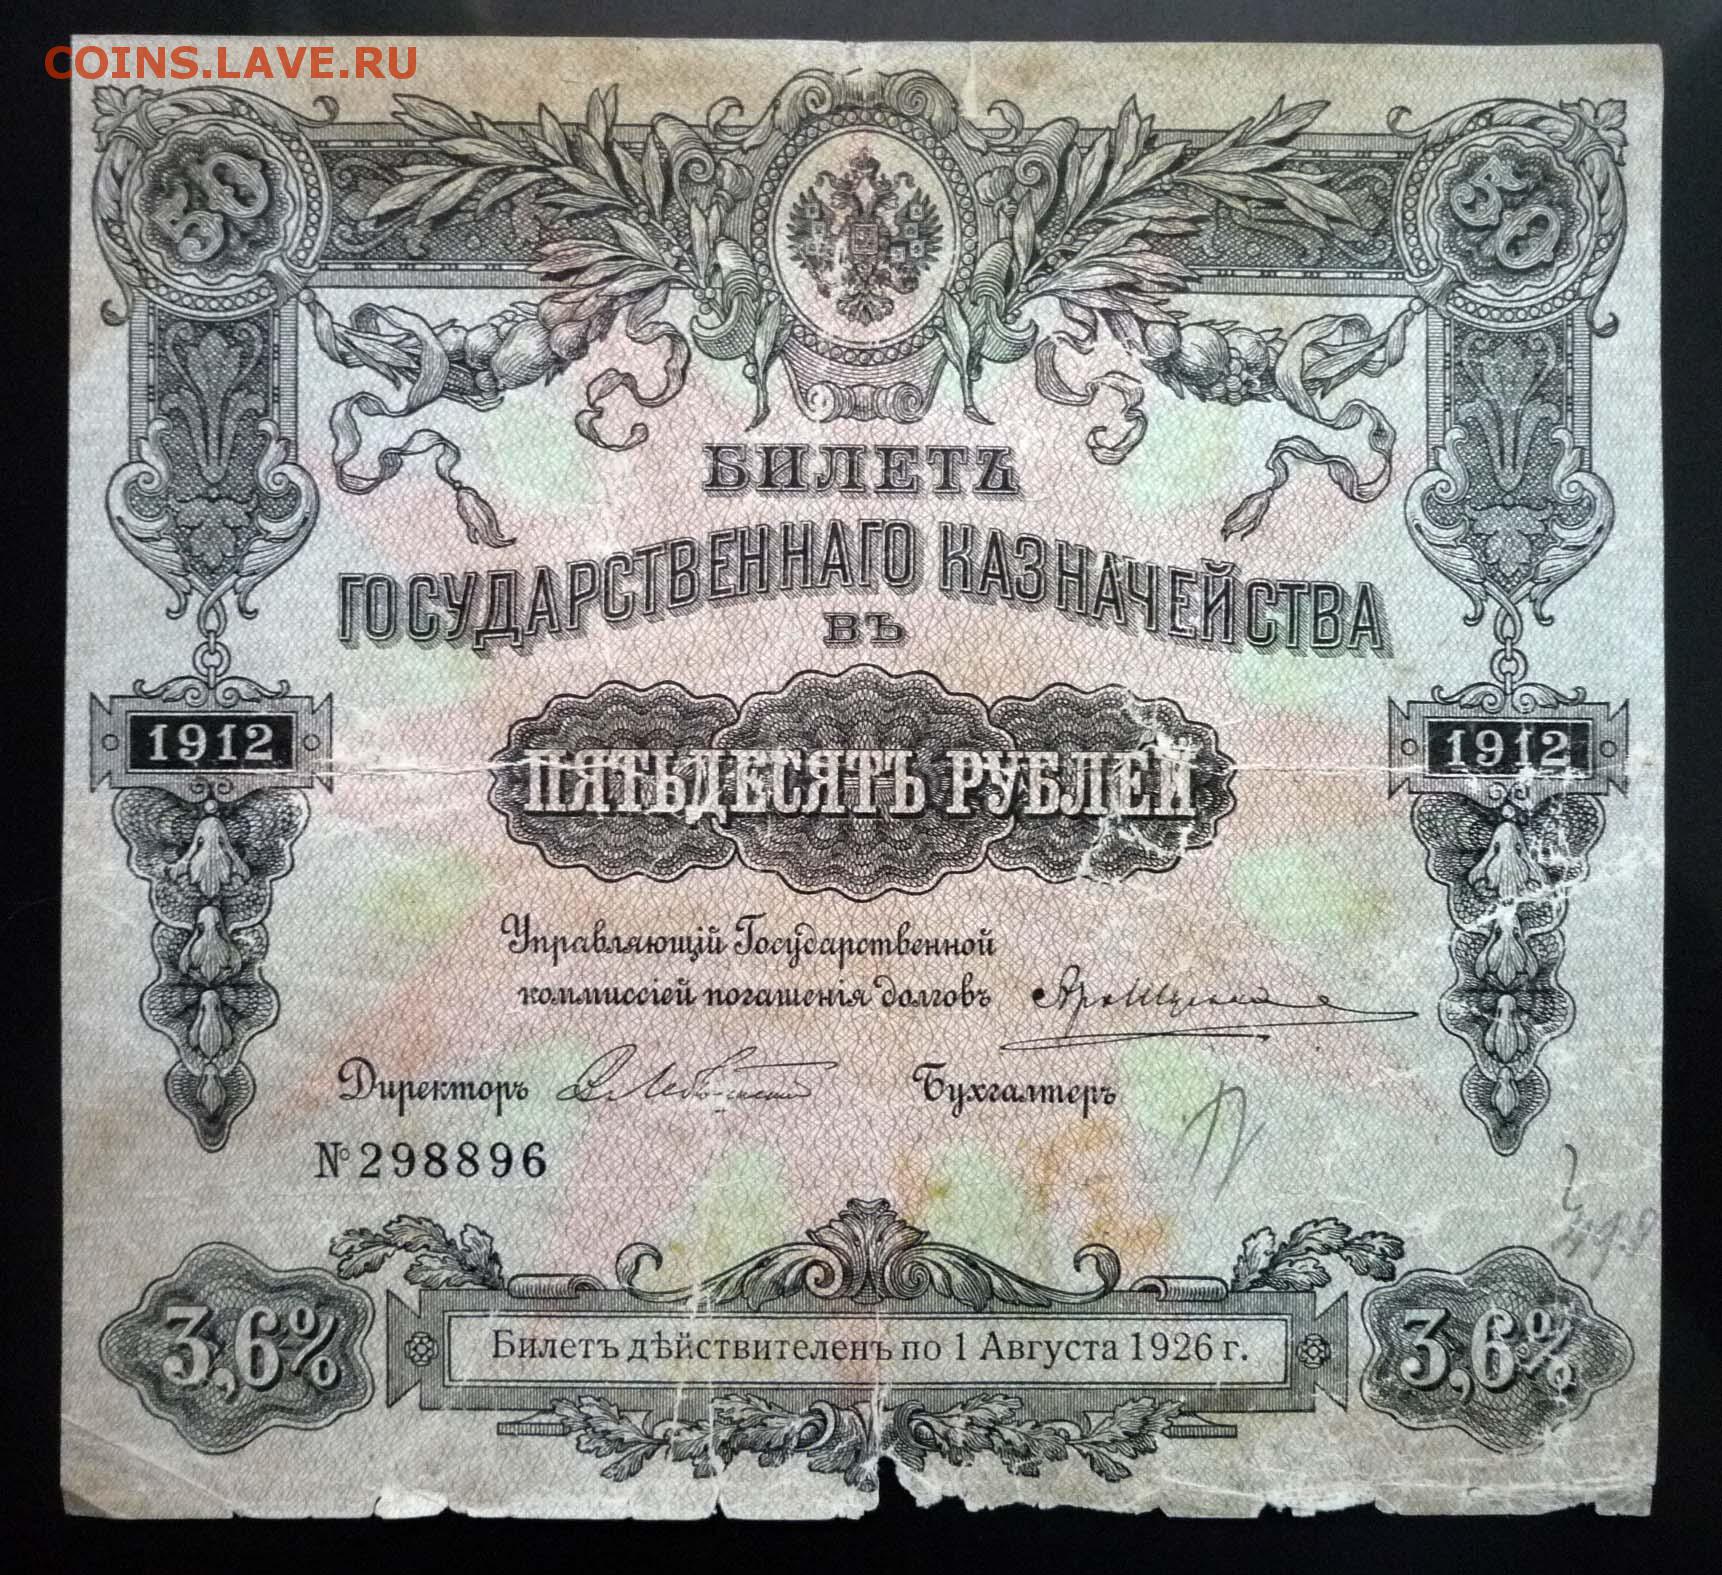 COINS.LAVE.RU
50
50
БИЛЕТЪ
ГОСУДАРСТВЕННАГО КАЗНАЧЕЙСТВА
ВЪ
1912
1912
ПЯТЬДЕСЯТЪ РУБЛЕЙ
Управляющій Государственной
коммиссіей погашенія долговъ
Директоръ
Бухгалтеръ
№298896
3,6%
3,6%
Билетъ дѣйствителенъ по 1 Августа 1926 г.